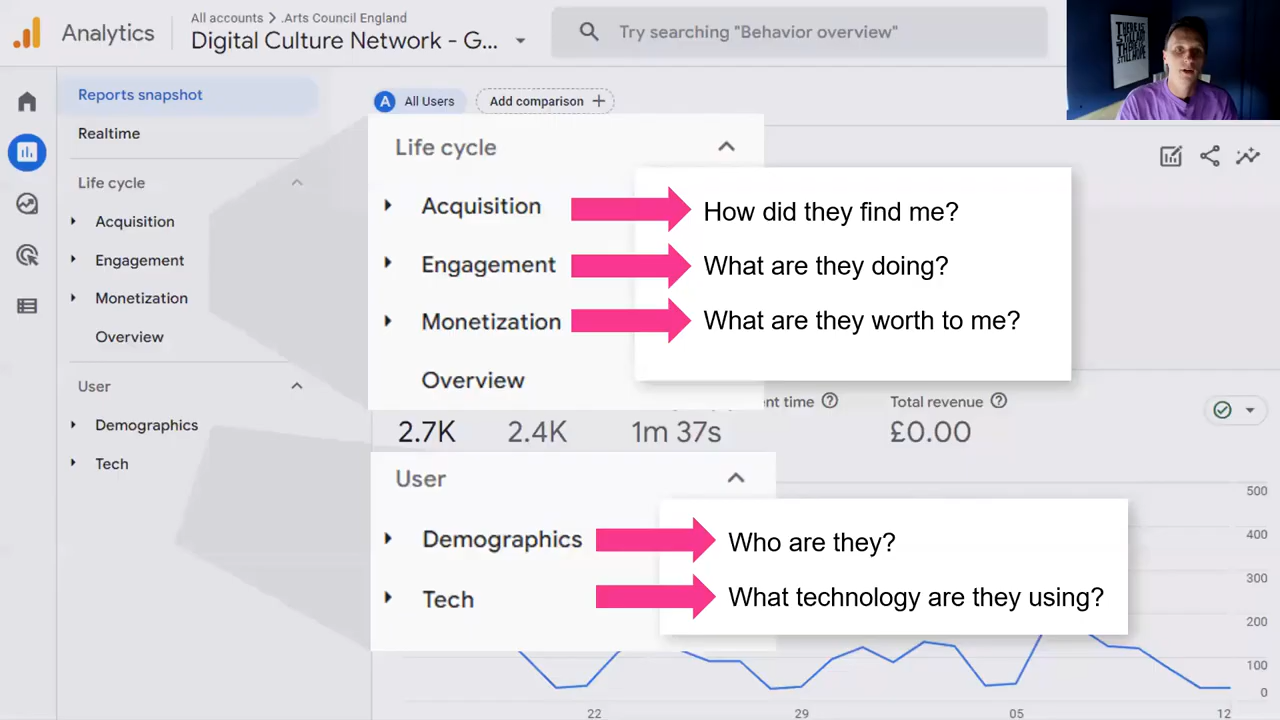 Analytics
All accounts > .Arts Council England
Digital Culture Network - G...
Try searching "Behavior overview"
THERE IS
STILL HOPE
Reports snapshot
Realtime
Life cycle
Acquisition
Engagement
Monetization
Overview
User
Demographics
Tech
A All Users
Add comparison +
Life cycle
Acquisition
How did they find me?
Engagement
What are they doing?
Monetization
What are they worth to me?
Overview
ent time
Total revenue
2.7K
2.4K
1m 37s
£0.00
User
Demographics
Who are they?
Tech
What technology are they using?
500
400
300
200
100
0
22
29
05
12